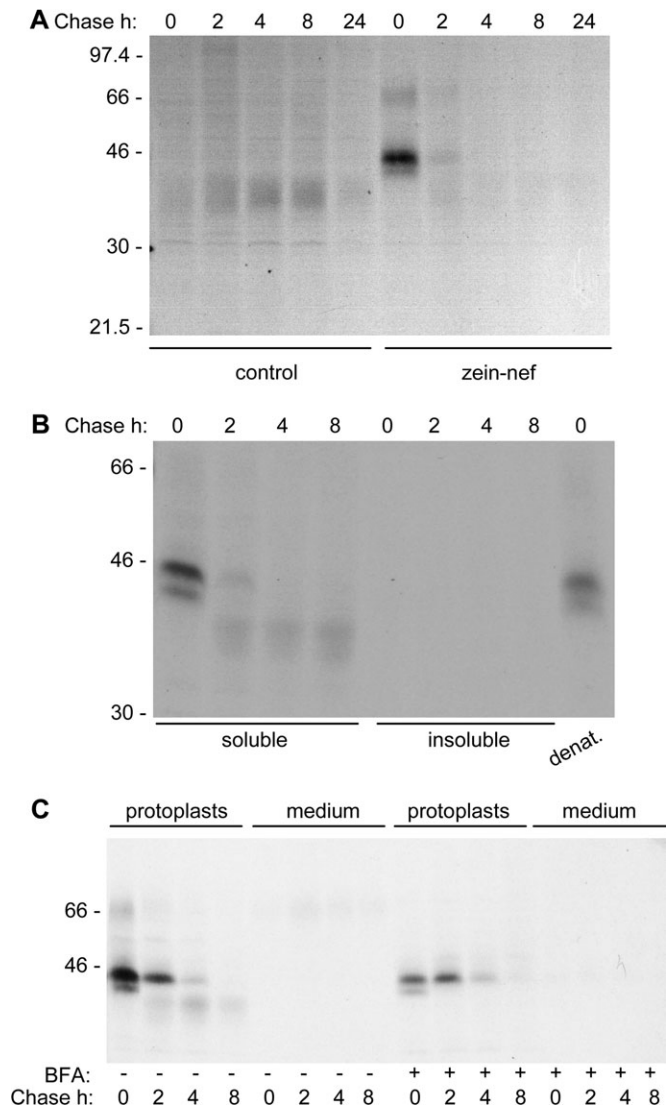 A Chase h: 0 2 4 8 24 0 2 4 8 24
97.4 -
66 -
46 -
30 -
21.5 -
control zein-nef
B Chase h: 0 2 4 8 0 2 4 8 0
66 -
46 -
30 -
soluble insoluble denat.
C protoplasts medium protoplasts medium
66 -
46 -
BFA: - - - - - - - - + + + + + + + +
Chase h: 0 2 4 8 0 2 4 8 0 2 4 8 0 2 4 8